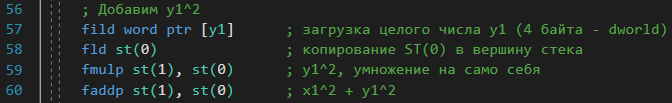 56 ; Добавим y1^2
57 fild word ptr [y1] ; загрузка целого числа y1 (4 байта - dworld)
58 fld st(0) ; копирование ST(0) в вершину стека
59 fmulp st(1), st(0) ; y1^2, умножение на само себя
60 faddp st(1), st(0) ; x1^2 + y1^2